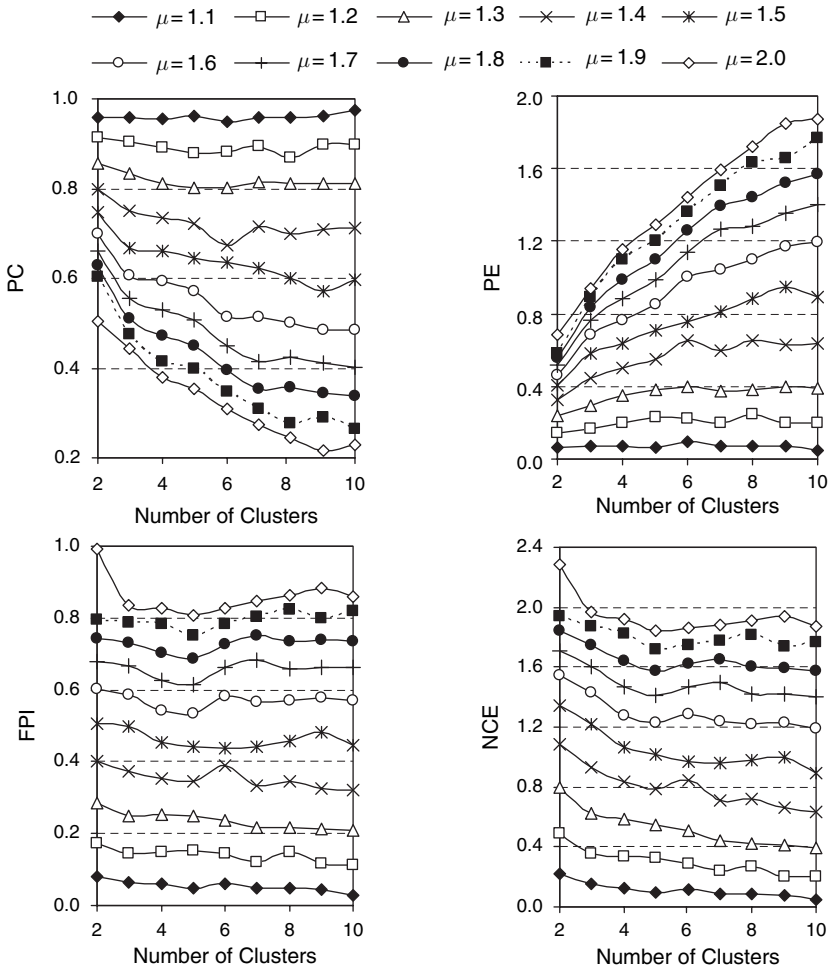 μ = 1.1 μ = 1.2 μ = 1.3 μ = 1.4 μ = 1.5
μ = 1.6 μ = 1.7 μ = 1.8 μ = 1.9 μ = 2.0
1.0
0.8
0.6
0.4
0.2
PC
2 4 6 8 10
Number of Clusters
2.0
1.6
1.2
0.8
0.4
0.0
PE
2 4 6 8 10
Number of Clusters
1.0
0.8
0.6
0.4
0.2
0.0
FPI
2 4 6 8 10
Number of Clusters
2.4
2.0
1.6
1.2
0.8
0.4
0.0
NCE
2 4 6 8 10
Number of Clusters